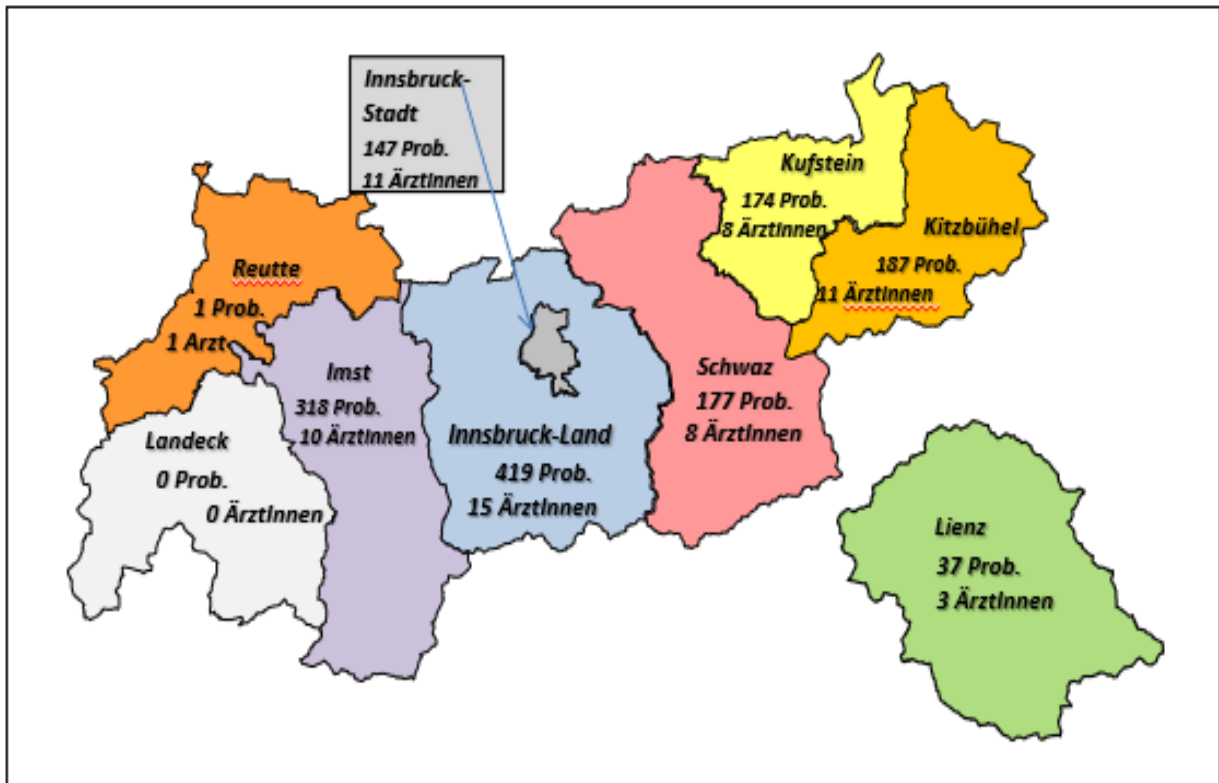 Innsbruck-
Stadt
147 Prob.
11 ÄrztInnen
Kufstein
174 Prob.
8 ÄrztInnen
Kitzbühel
187 Prob.
11 ÄrztInnen
Reutte
1 Prob.
1 Arzt
Imst
318 Prob.
10 ÄrztInnen
Landeck
0 Prob.
0 ÄrztInnen
Innsbruck-Land
419 Prob.
15 ÄrztInnen
Schwaz
177 Prob.
8 ÄrztInnen
Lienz
37 Prob.
3 ÄrztInnen